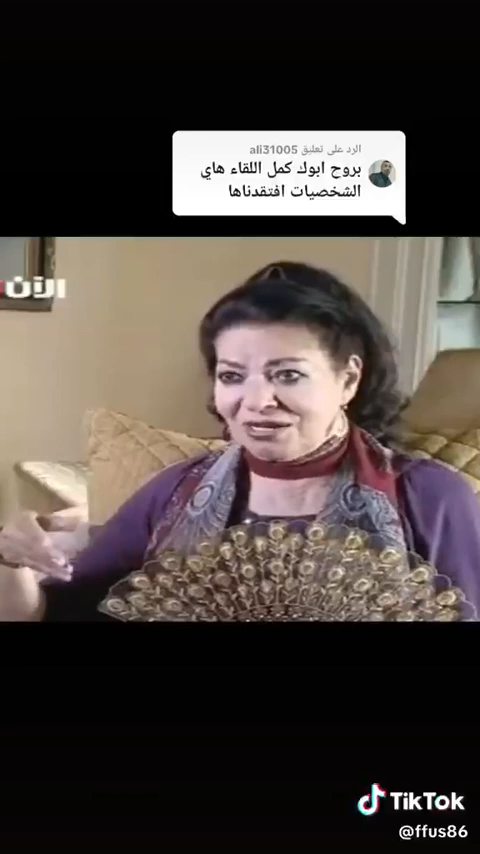 الرد على تعليق ali31005
بروح ابوك كمل اللقاء هاي
الشخصيات افتقدناها
الآن
TikTok
@ffus86